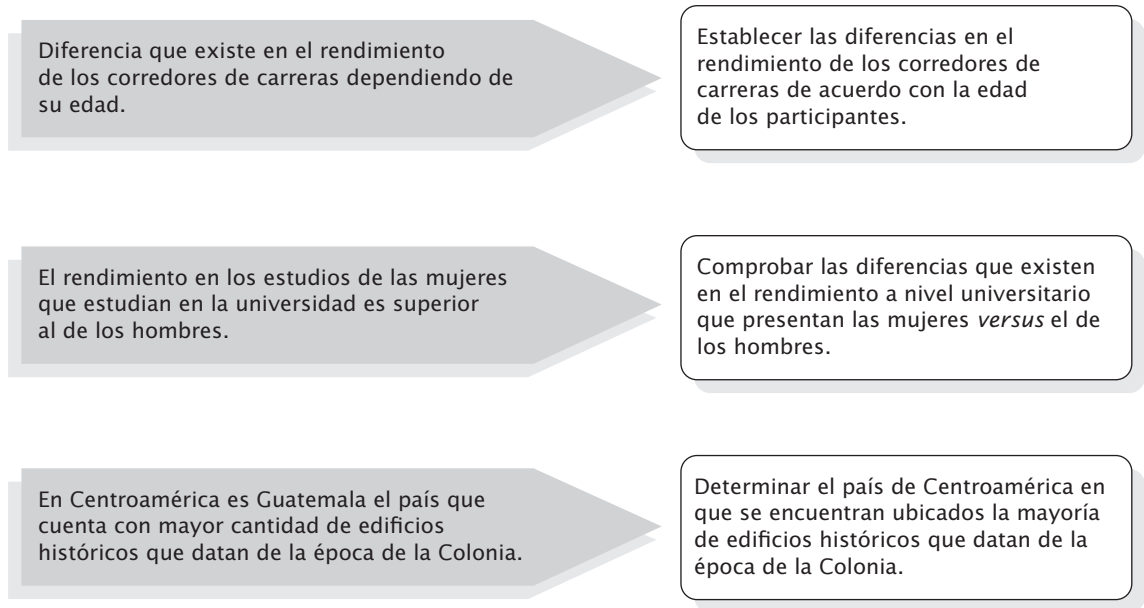 Diferencia que existe en el rendimiento
de los corredores de carreras dependiendo de
su edad.
Establecer las diferencias en el
rendimiento de los corredores de
carreras de acuerdo con la edad
de los participantes.
El rendimiento en los estudios de las mujeres
que estudian en la universidad es superior
al de los hombres.
Comprobar las diferencias que existen
en el rendimiento a nivel universitario
que presentan las mujeres versus el de
los hombres.
En Centroamérica es Guatemala el país que
cuenta con mayor cantidad de edificios
históricos que datan de la época de la Colonia.
Determinar el país de Centroamérica en
que se encuentran ubicados la mayoría
de edificios históricos que datan de la
época de la Colonia.